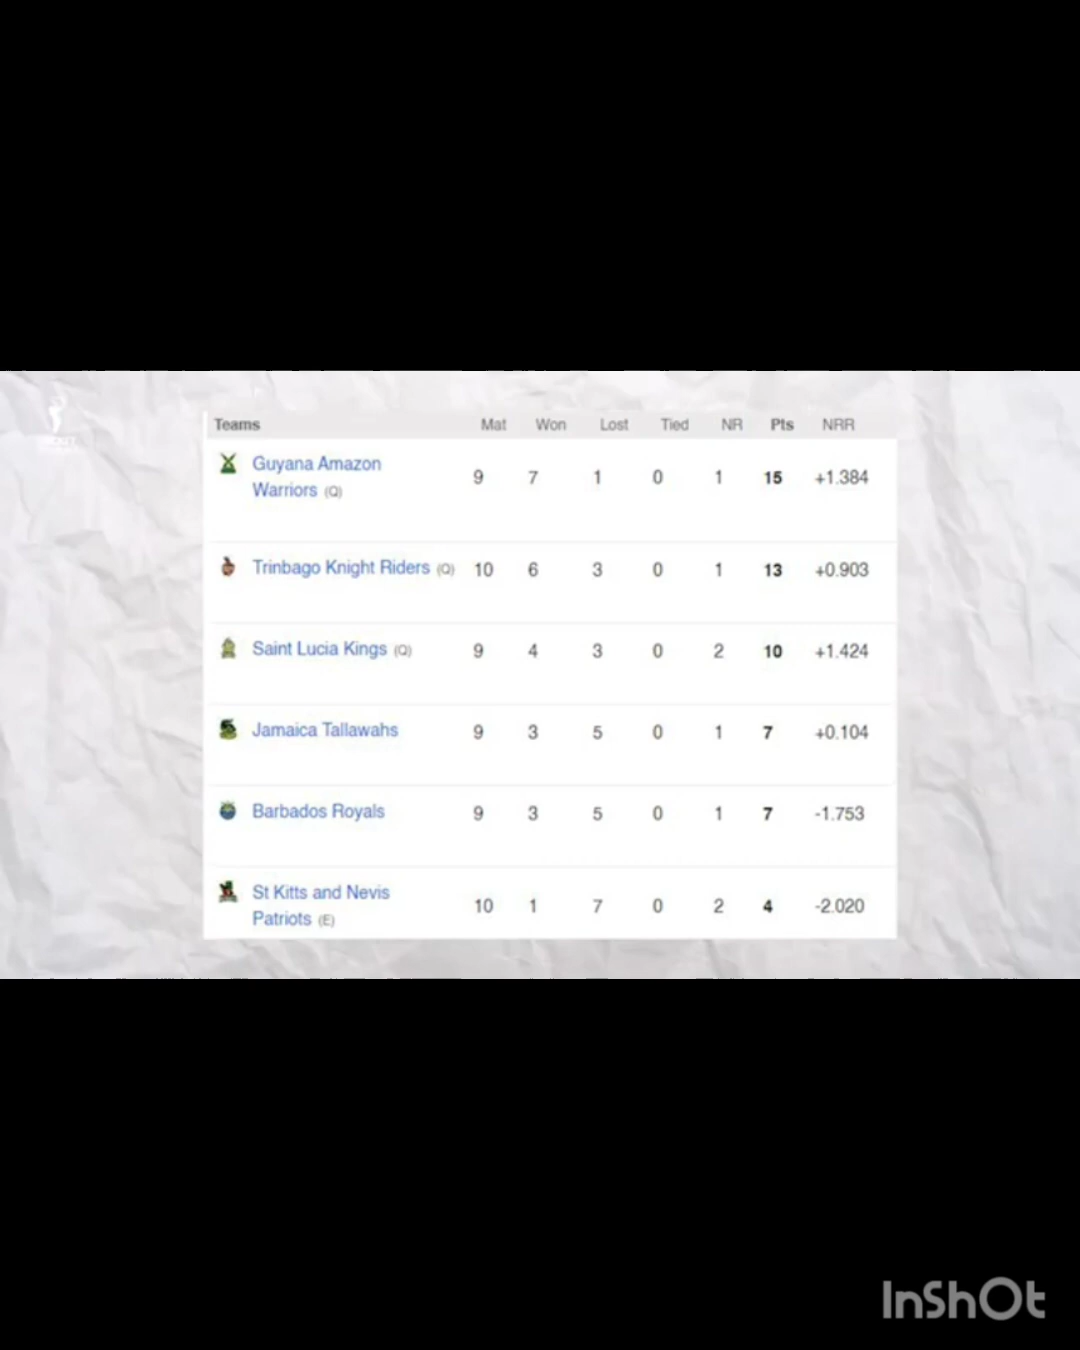 Teams Mat Won Lost Tied NR Pts NRR
Guyana Amazon
Warriors (Q) 9 7 1 0 1 15 +1.384
Trinbago Knight Riders (Q) 10 6 3 0 1 13 +0.903
Saint Lucia Kings (Q) 9 4 3 0 2 10 +1.424
Jamaica Tallawahs 9 3 5 0 1 7 +0.104
Barbados Royals 9 3 5 0 1 7 -1.753
St Kitts and Nevis
Patriots (E) 10 1 7 0 2 4 -2.020
InShOt